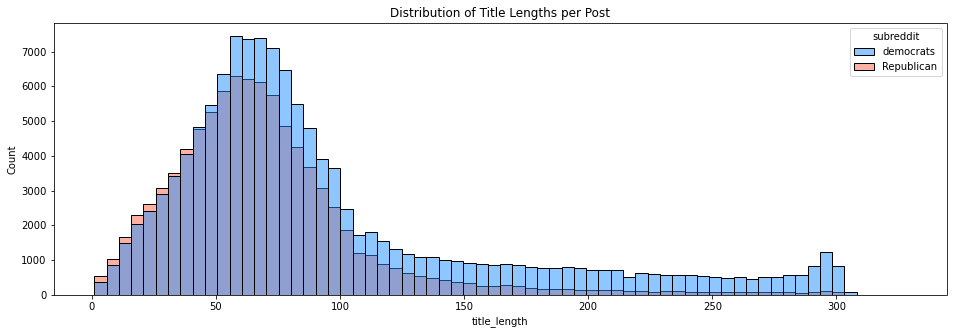 Distribution of Title Lengths per Post
subreddit
democrats
Republican
Count
7000
6000
5000
4000
3000
2000
1000
0
0 50 100 150 200 250 300
title_length